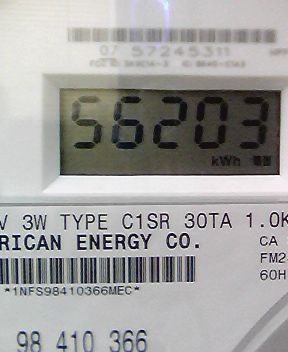 07 57245311
56203
kWh
V 3W TYPE C1SR 30TA 1.0K
RICAN ENERGY CO.
CA
FM2
60H
*1NFS98410366MEC*
98 410 366